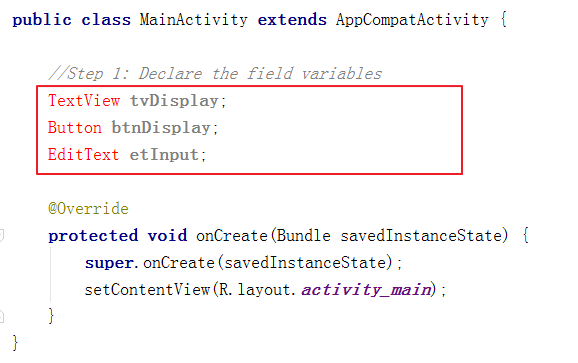 public class MainActivity extends AppCompatActivity {
//Step 1: Declare the field variables
TextView tvDisplay;
Button btnDisplay;
EditText etInput;
@Override
protected void onCreate(Bundle savedInstanceState) {
super.onCreate(savedInstanceState);
setContentView(R.layout.activity_main);
}
}